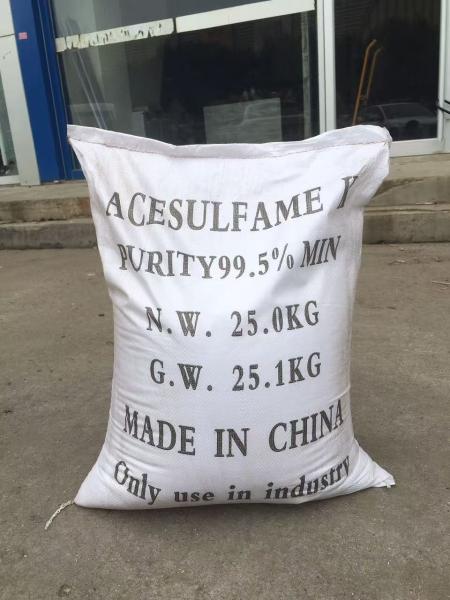 ACESULFAME K
PURITY99.5% MIN
N.W. 25.0KG
G.W. 25.1KG
MADE IN CHINA
Only use in industry